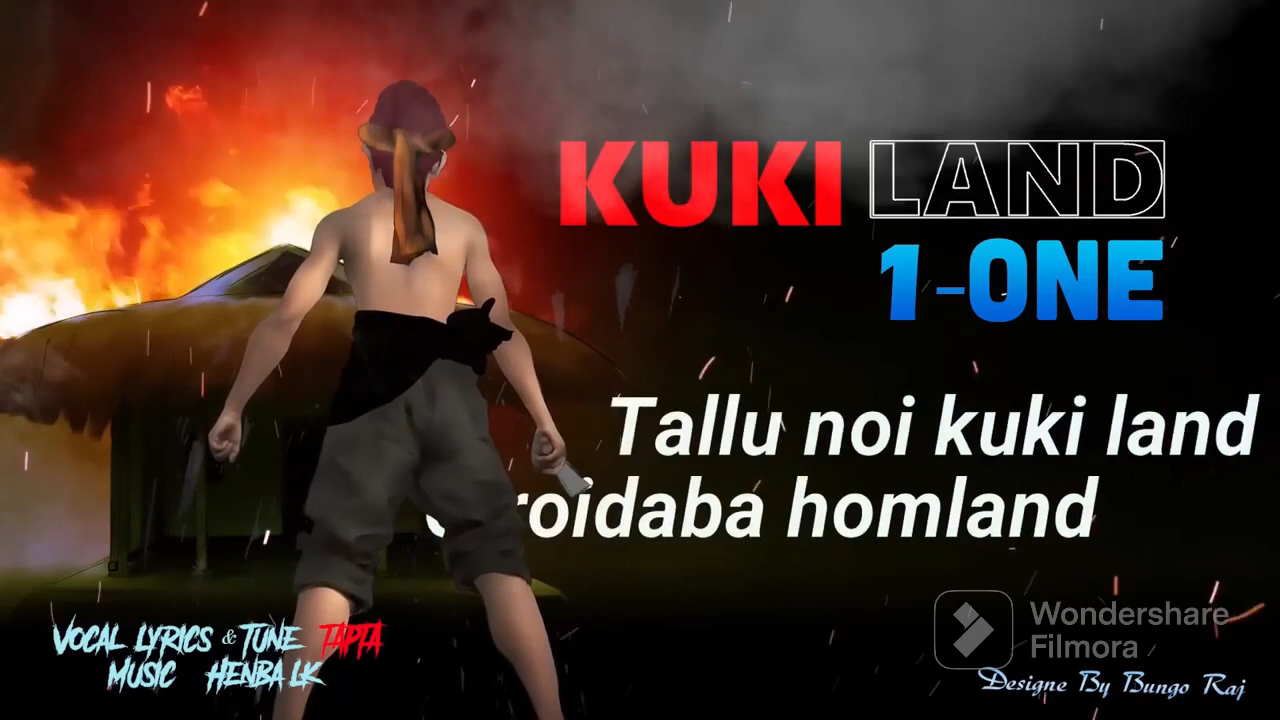 KUKI LAND
1-ONE
Tallu noi kuki land
roidaba homland
VOCAL LYRICS & TUNE TAPTA
MUSIC HENBA LK
Wondershare
Filmora
Designe By Bungo Raj